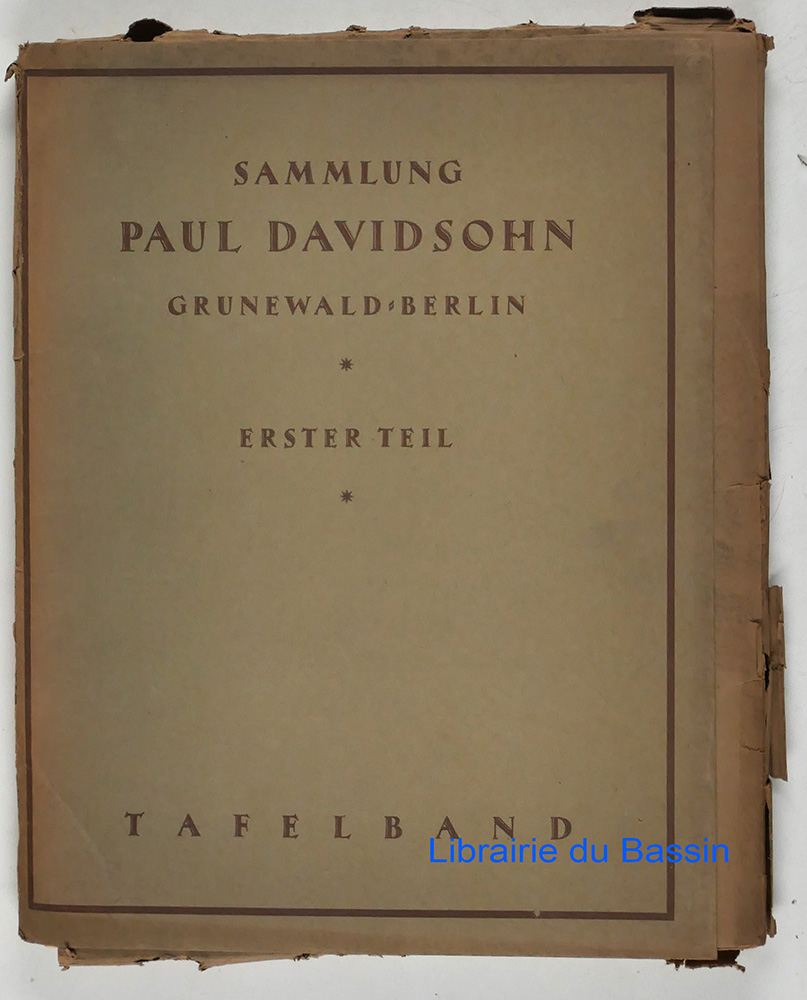 SAMMLUNG
PAUL DAVIDSOHN
GRUNEWALD-BERLIN
*
ERSTER TEIL
*
TAFELBAND
Librairie du Bassin